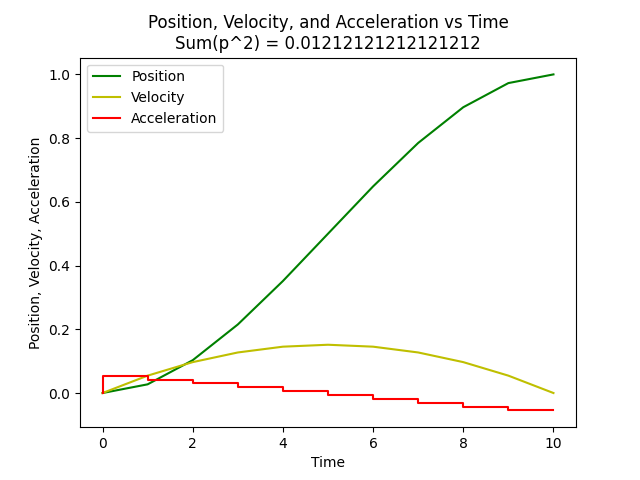 Position, Velocity, and Acceleration vs Time
Sum(p^2) = 0.01212121212121212
Position
Velocity
Acceleration
Position, Velocity, Acceleration
1.0
0.8
0.6
0.4
0.2
0.0
0 2 4 6 8 10
Time